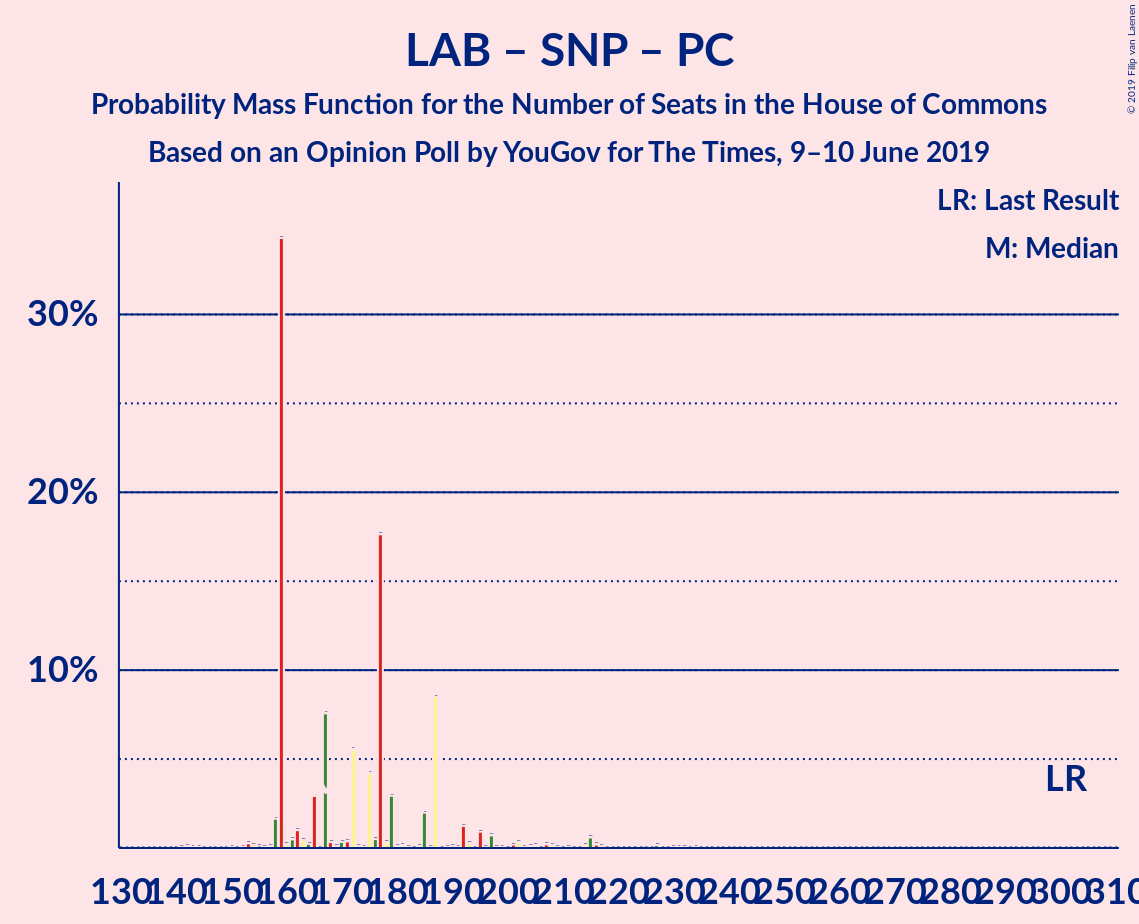 LAB – SNP – PC
Probability Mass Function for the Number of Seats in the House of Commons
Based on an Opinion Poll by YouGov for The Times, 9–10 June 2019
© 2019 Filip van Laenen
LR: Last Result
M: Median
30%
20%
10%
LR
130 140 150 160 170 180 190 200 210 220 230 240 250 260 270 280 290 300 310